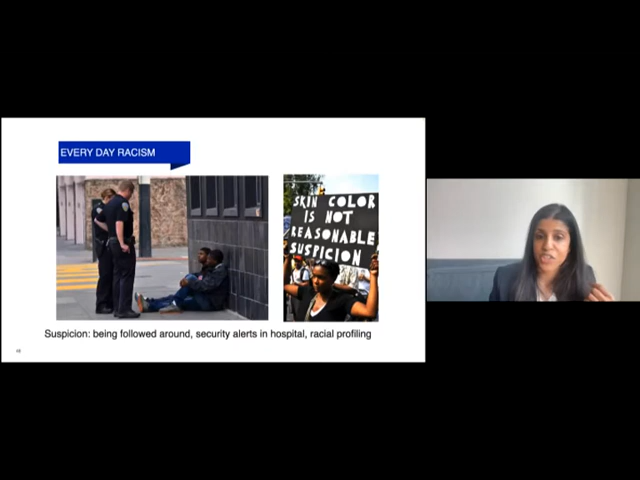 EVERY DAY RACISM
SKIN COLOR
IS NOT
REASONABLE
SUSPICION
Suspicion: being followed around, security alerts in hospital, racial profiling